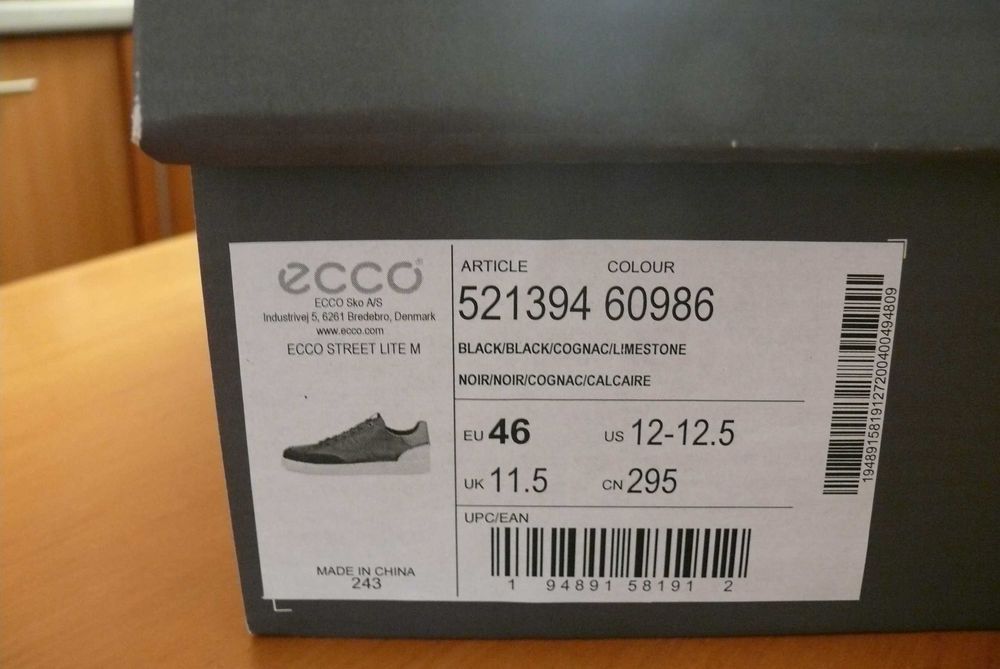 ecco®
ECCO Sko A/S
Industrivej 5, 6261 Bredebro, Denmark
www.ecco.com
ECCO STREET LITE M
MADE IN CHINA
243
ARTICLE COLOUR
521394 60986
BLACK/BLACK/COGNAC/LIMESTONE
NOIR/NOIR/COGNAC/CALCAIRE
EU 46 US 12-12.5
UK 11.5 CN 295
UPC/EAN
1 94891 58191 2
194891581912720040049480​9